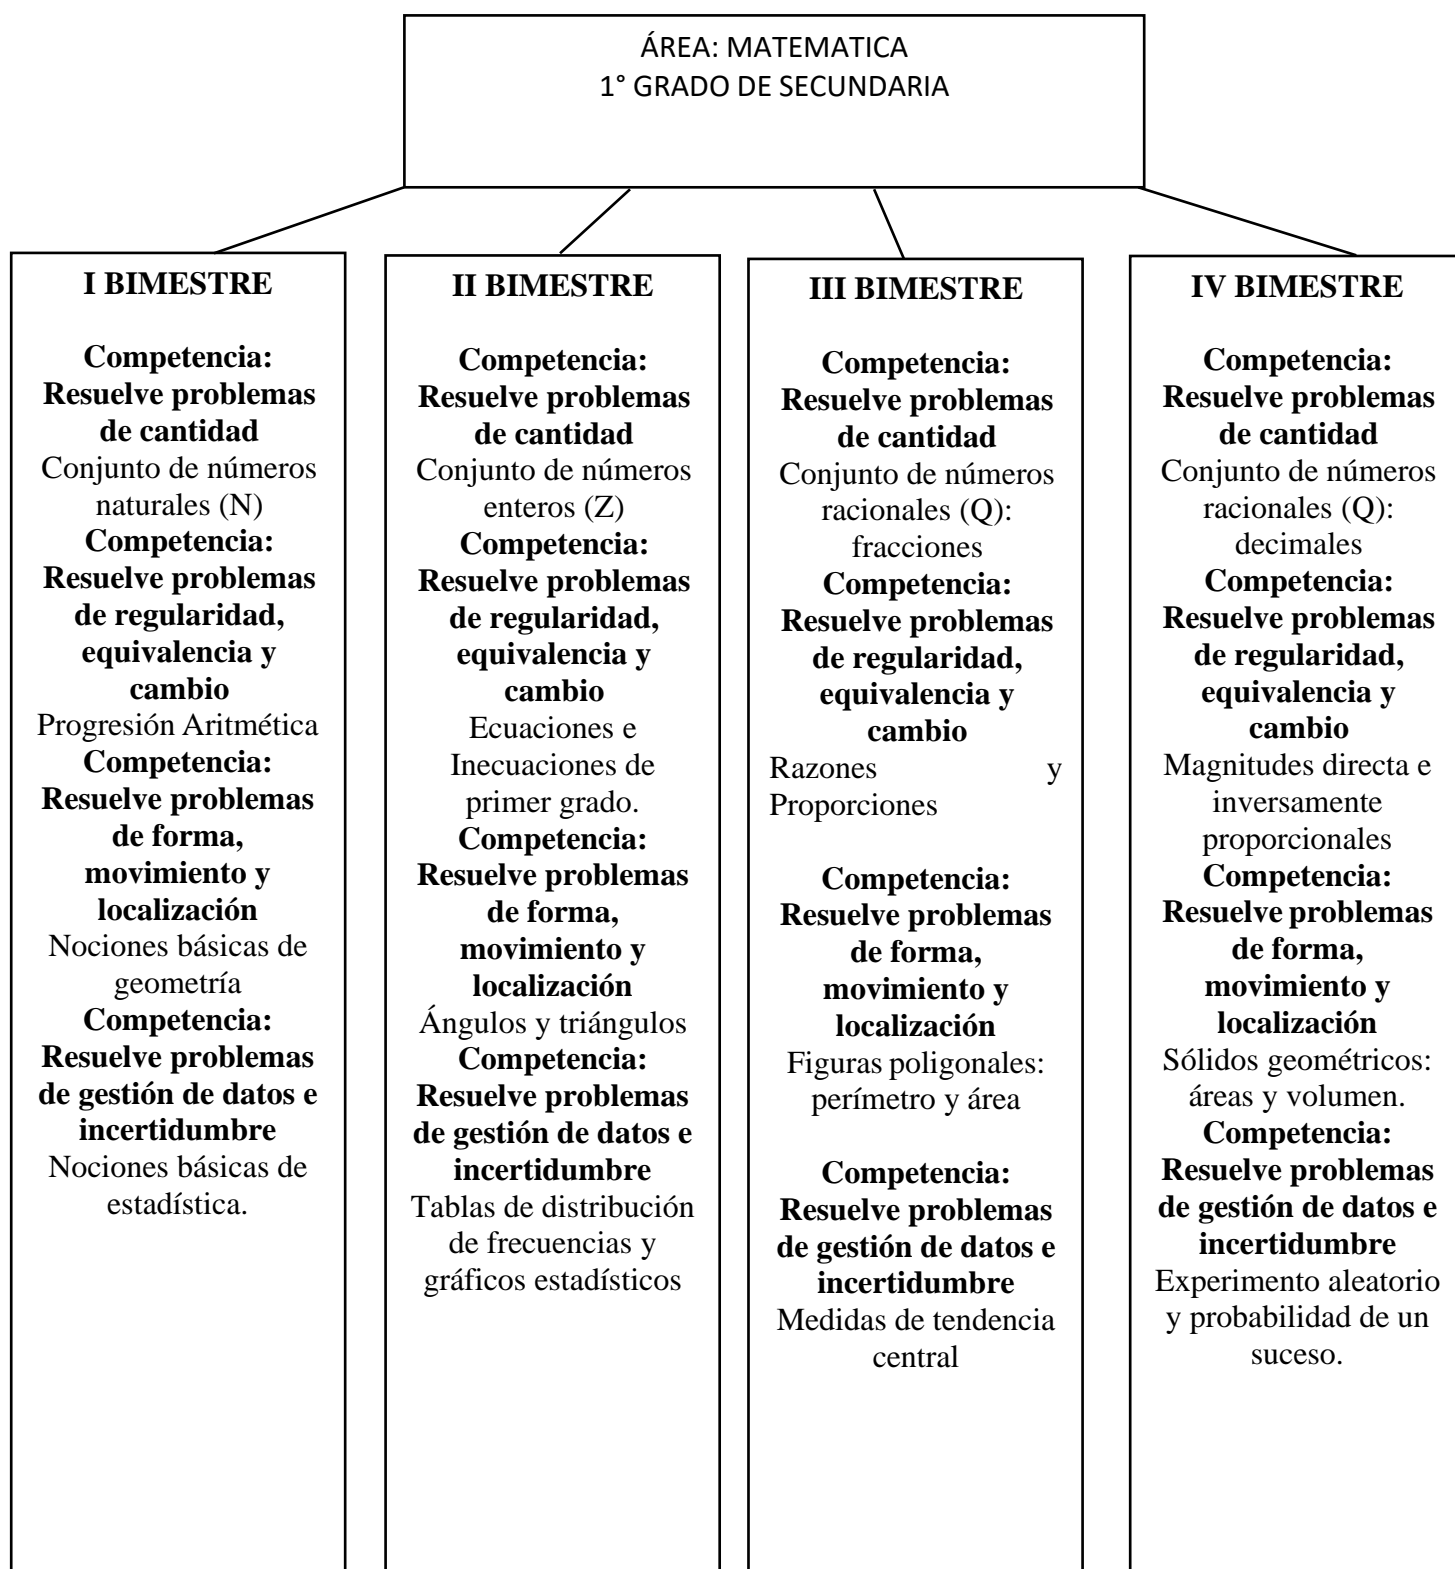 ÁREA: MATEMATICA
1° GRADO DE SECUNDARIA
I BIMESTRE
Competencia:
Resuelve problemas
de cantidad
Conjunto de números
naturales (N)
Competencia:
Resuelve problemas
de regularidad,
equivalencia y
cambio
Progresión Aritmética
Competencia:
Resuelve problemas
de forma,
movimiento y
localización
Nociones básicas de
geometría
Competencia:
Resuelve problemas
de gestión de datos e
incertidumbre
Nociones básicas de
estadística.
II BIMESTRE
Competencia:
Resuelve problemas
de cantidad
Conjunto de números
enteros (Z)
Competencia:
Resuelve problemas
de regularidad,
equivalencia y
cambio
Ecuaciones e
Inecuaciones de
primer grado.
Competencia:
Resuelve problemas
de forma,
movimiento y
localización
Ángulos y triángulos
Competencia:
Resuelve problemas
de gestión de datos e
incertidumbre
Tablas de distribución
de frecuencias y
gráficos estadísticos
III BIMESTRE
Competencia:
Resuelve problemas
de cantidad
Conjunto de números
racionales (Q):
fracciones
Competencia:
Resuelve problemas
de regularidad,
equivalencia y
cambio
Razones y
Proporciones
Competencia:
Resuelve problemas
de forma,
movimiento y
localización
Figuras poligonales:
perímetro y área
Competencia:
Resuelve problemas
de gestión de datos e
incertidumbre
Medidas de tendencia
central
IV BIMESTRE
Competencia:
Resuelve problemas
de cantidad
Conjunto de números
racionales (Q):
decimales
Competencia:
Resuelve problemas
de regularidad,
equivalencia y
cambio
Magnitudes directa e
inversamente
proporcionales
Competencia:
Resuelve problemas
de forma,
movimiento y
localización
Sólidos geométricos:
áreas y volumen.
Competencia:
Resuelve problemas
de gestión de datos e
incertidumbre
Experimento aleatorio
y probabilidad de un
suceso.